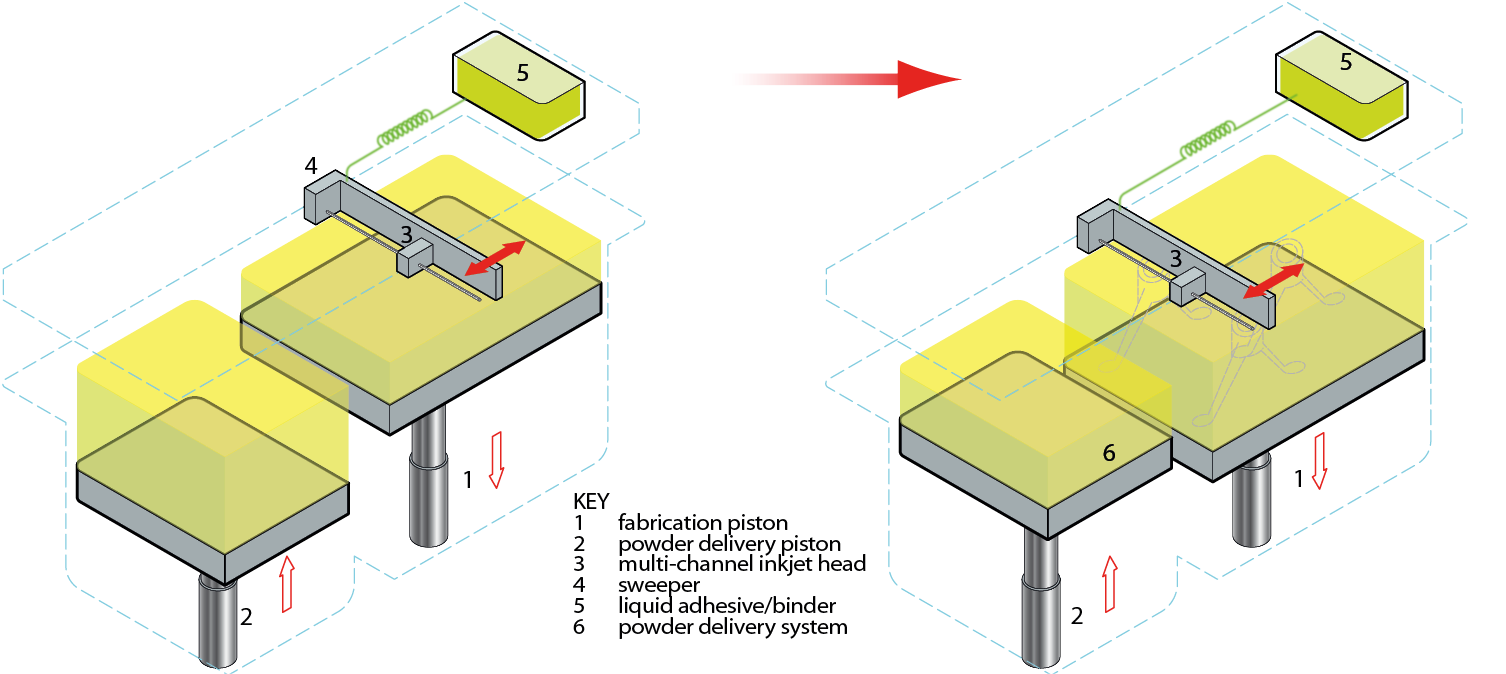 5
5
4
3
3
6
1
1
KEY
1 fabrication piston
2 powder delivery piston
3 multi-channel inkjet head
4 sweeper
5 liquid adhesive/binder
6 powder delivery system
2
2